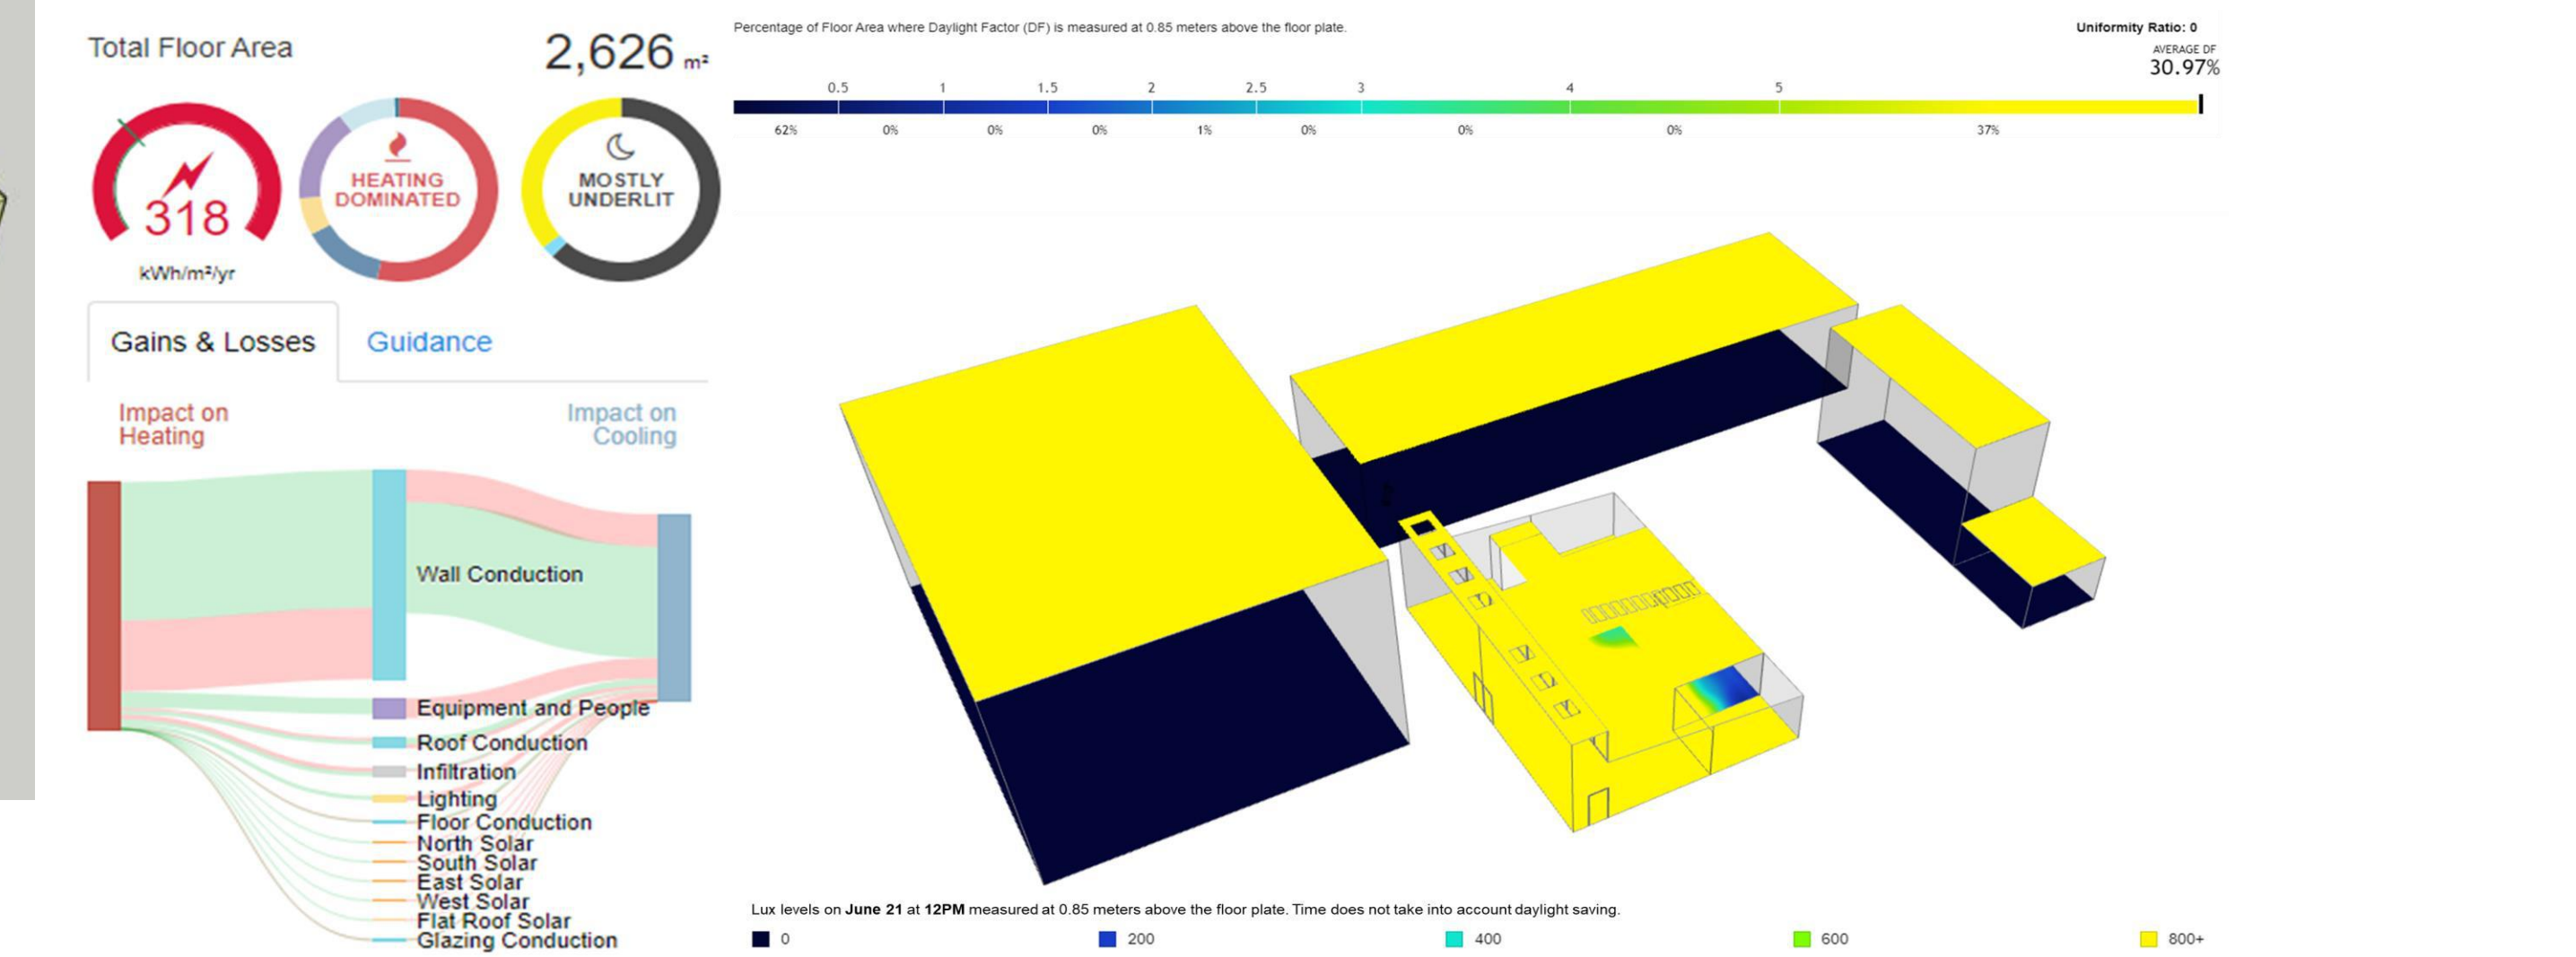 Total Floor Area
2,626 m²
318
kWh/m²/yr
HEATING
DOMINATED
MOSTLY
UNDERLIT
Gains & Losses
Guidance
Impact on
Heating
Impact on
Cooling
Wall Conduction
Equipment and People
Roof Conduction
Infiltration
Lighting
Floor Conduction
North Solar
South Solar
East Solar
West Solar
Flat Roof Solar
Glazing Conduction
Percentage of Floor Area where Daylight Factor (DF) is measured at 0.85 meters above the floor plate.
Uniformity Ratio: 0
AVERAGE DF
30.97%
0.5 1 1.5 2 2.5 3 4 5
62% 0% 0% 0% 1% 0% 0% 0% 37%
Lux levels on June 21 at 12PM measured at 0.85 meters above the floor plate. Time does not take into account daylight saving.
0 200 400 600 800+